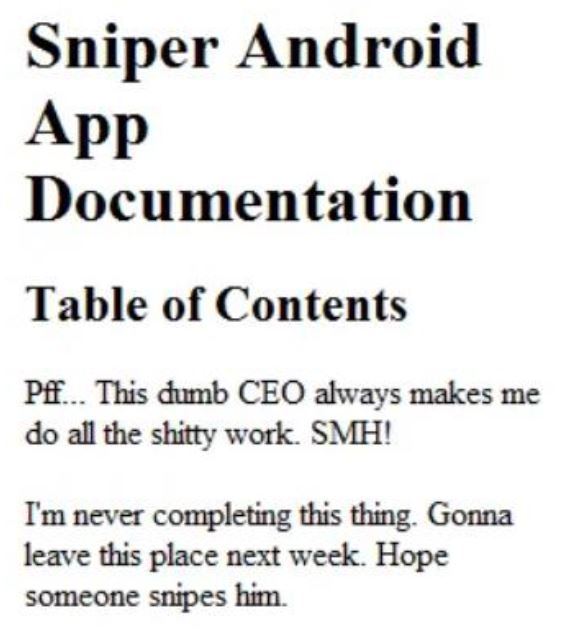 Sniper Android
App
Documentation
Table of Contents
Pff... This dumb CEO always makes me
do all the shitty work. SMH!
I'm never completing this thing. Gonna
leave this place next week. Hope
someone snipes him.